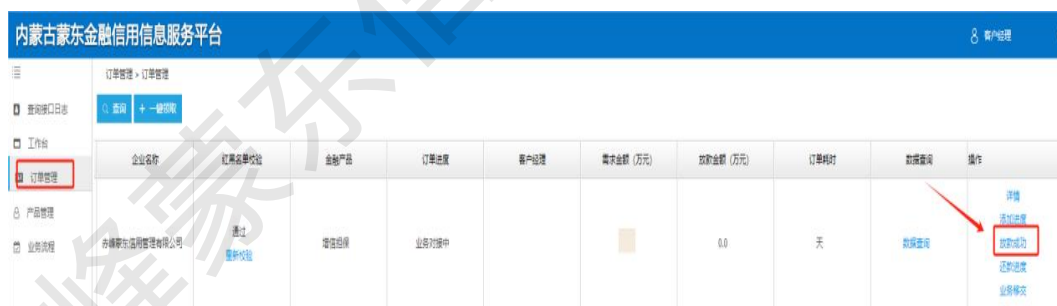 内蒙古蒙东金融信用信息服务平台
客户经理
订单管理 > 订单管理
查询接口日志
查询 + 一键领取
工作台
企业名称 红黑名单校验 金融产品 订单进度 客户经理 需求金额（万元） 放款金额（万元） 订单耗时 数据查询 操作
订单管理
产品管理
业务流程
赤峰蒙东信用管理有限公司 通过 增信担保 业务对接中 0.0 天 数据查询
重新校验
详情
添加进度
放款成功
还款进度
业务移交
峰蒙东信